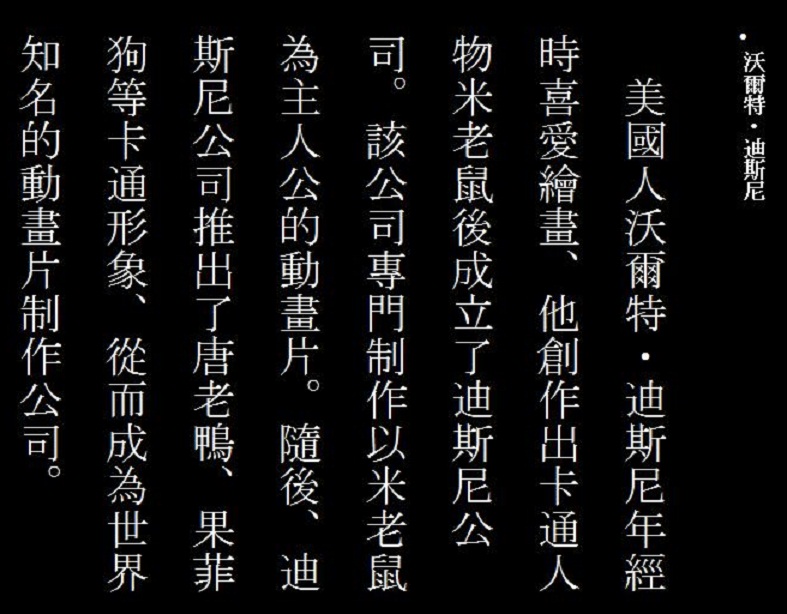 ・沃爾特・迪斯尼
美國人沃爾特・迪斯尼年經
時喜愛繪畫、他創作出卡通人
物米老鼠後成立了迪斯尼公
司。該公司專門制作以米老鼠
為主人公的動畫片。隨後、迪
斯尼公司推出了唐老鴨、果菲
狗等卡通形象、從而成為世界
知名的動畫片制作公司。